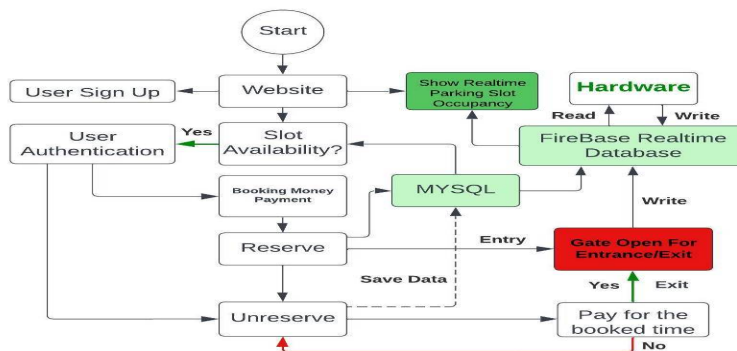 Start
User Sign Up
Website
Show Realtime
Parking Slot
Occupancy
Hardware
Read
Write
User
Authentication
Yes
Slot
Availability?
FireBase Realtime
Database
Booking Money
Payment
MYSQL
Write
Reserve
Entry
Gate Open For
Entrance/Exit
Save Data
Yes
Exit
Unreserve
Pay for the
booked time
No